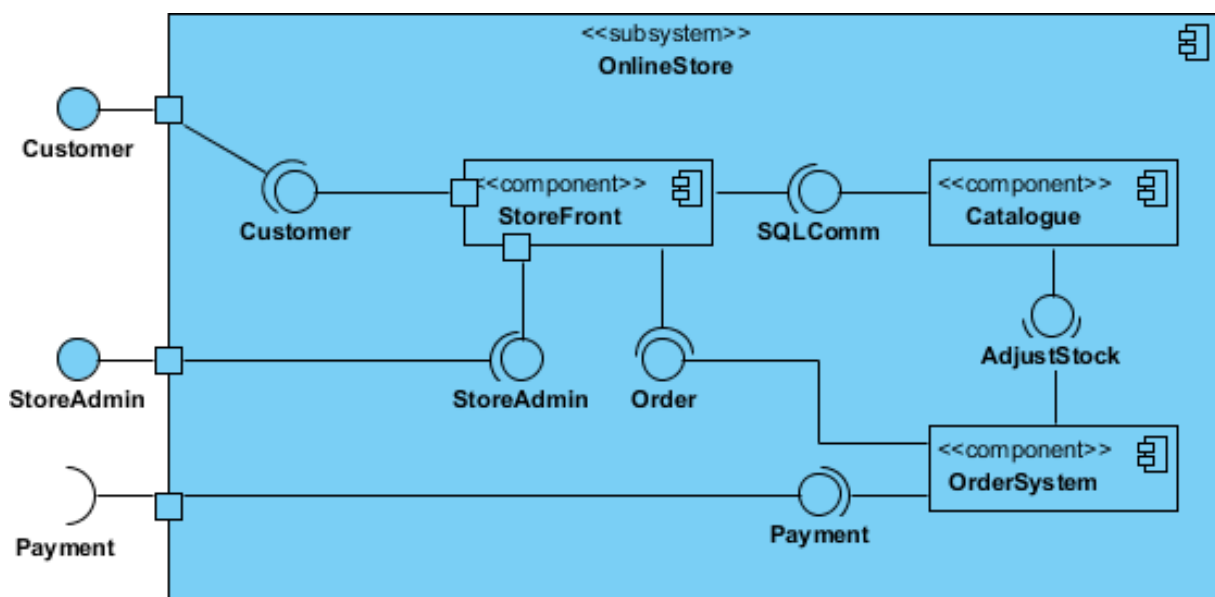 <<subsystem>>
OnlineStore
Customer
<<component>>
StoreFront
<<component>>
Catalogue
Customer
SQLComm
AdjustStock
StoreAdmin
StoreAdmin
Order
<<component>>
OrderSystem
Payment
Payment